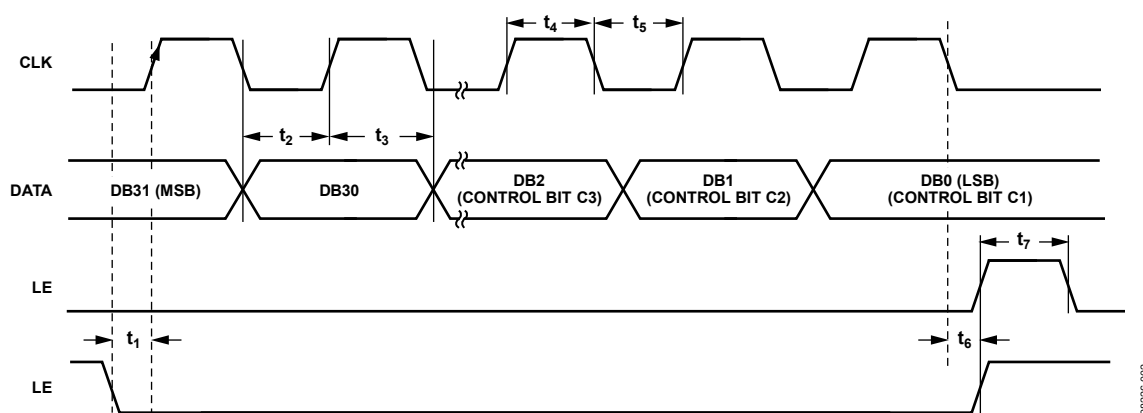 t4
t5
CLK
t2
t3
DATA
DB31 (MSB)
DB30
DB2
(CONTROL BIT C3)
DB1
(CONTROL BIT C2)
DB0 (LSB)
(CONTROL BIT C1)
t7
LE
t1
t6
LE